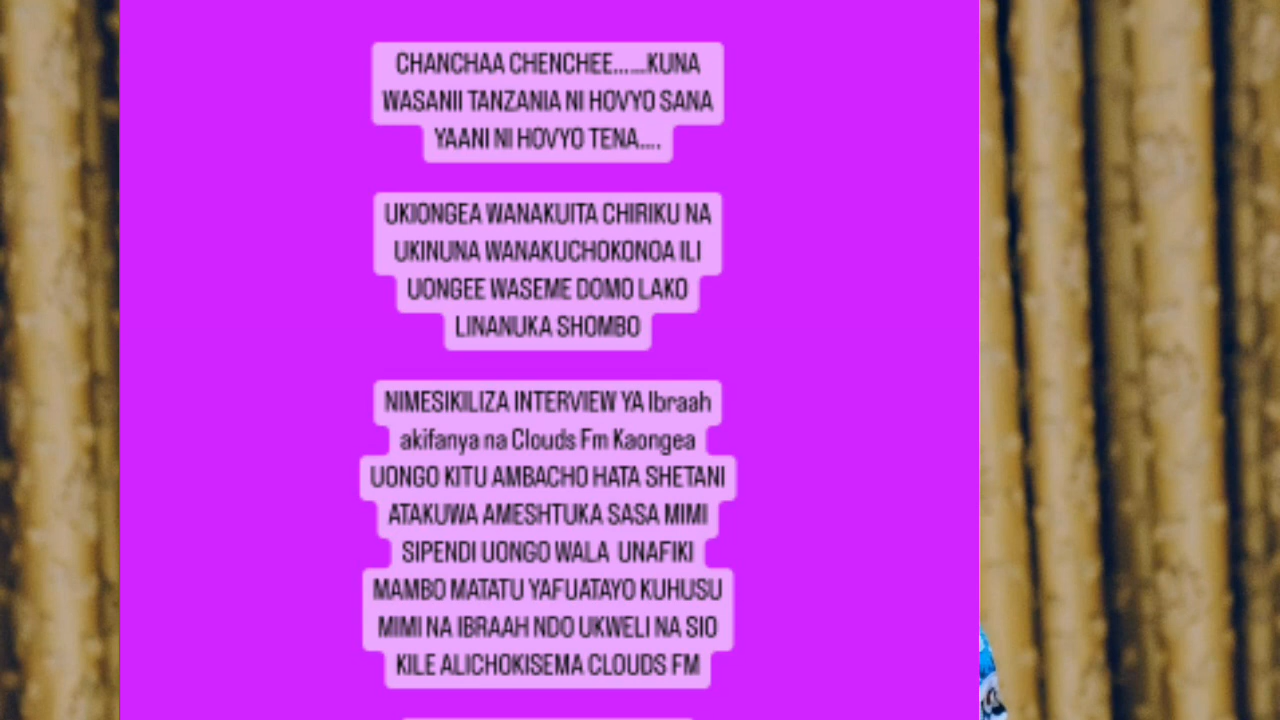 CHANCHAA CHENCHEE......KUNA
WASANII TANZANIA NI HOVYO SANA
YAANI NI HOVYO TENA....
UKIONGEA WANAKUITA CHIRIKU NA
UKINUNA WANAKUCHOKONOA ILI
UONGEE WASEME DOMO LAKO
LINANUKA SHOMBO
NIMESIKILIZA INTERVIEW YA Ibraah
akifanya na Clouds Fm Kaongea
UONGO KITU AMBACHO HATA SHETANI
ATAKUWA AMESHTUKA SASA MIMI
SIPENDI UONGO WALA UNAFIKI
MAMBO MATATU YAFUATAYO KUHUSU
MIMI NA IBRAAH NDO UKWELI NA SIO
KILE ALICHOKISEMA CLOUDS FM